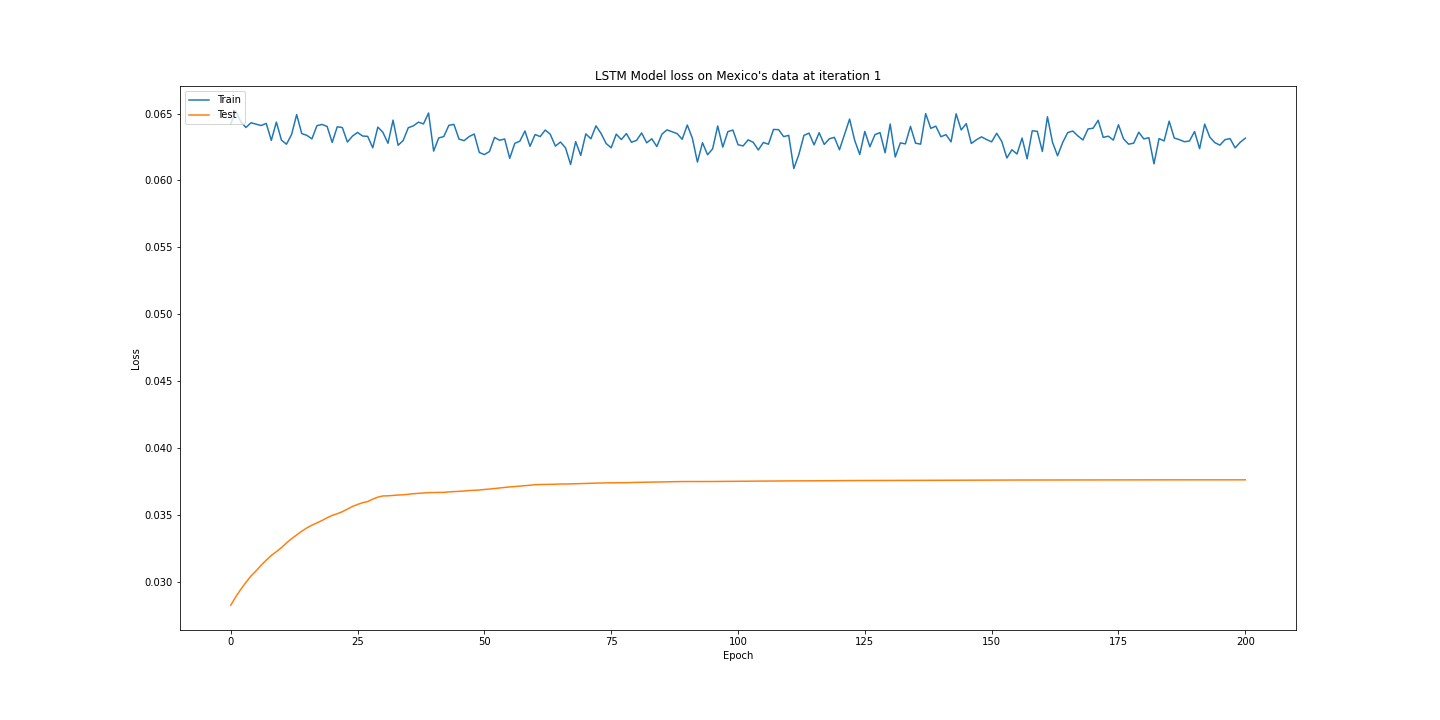 LSTM Model loss on Mexico's data at iteration 1
Train
Test
0.065
0.060
0.055
0.050
0.045
0.040
0.035
0.030
Loss
0 25 50 75 100 125 150 175 200
Epoch